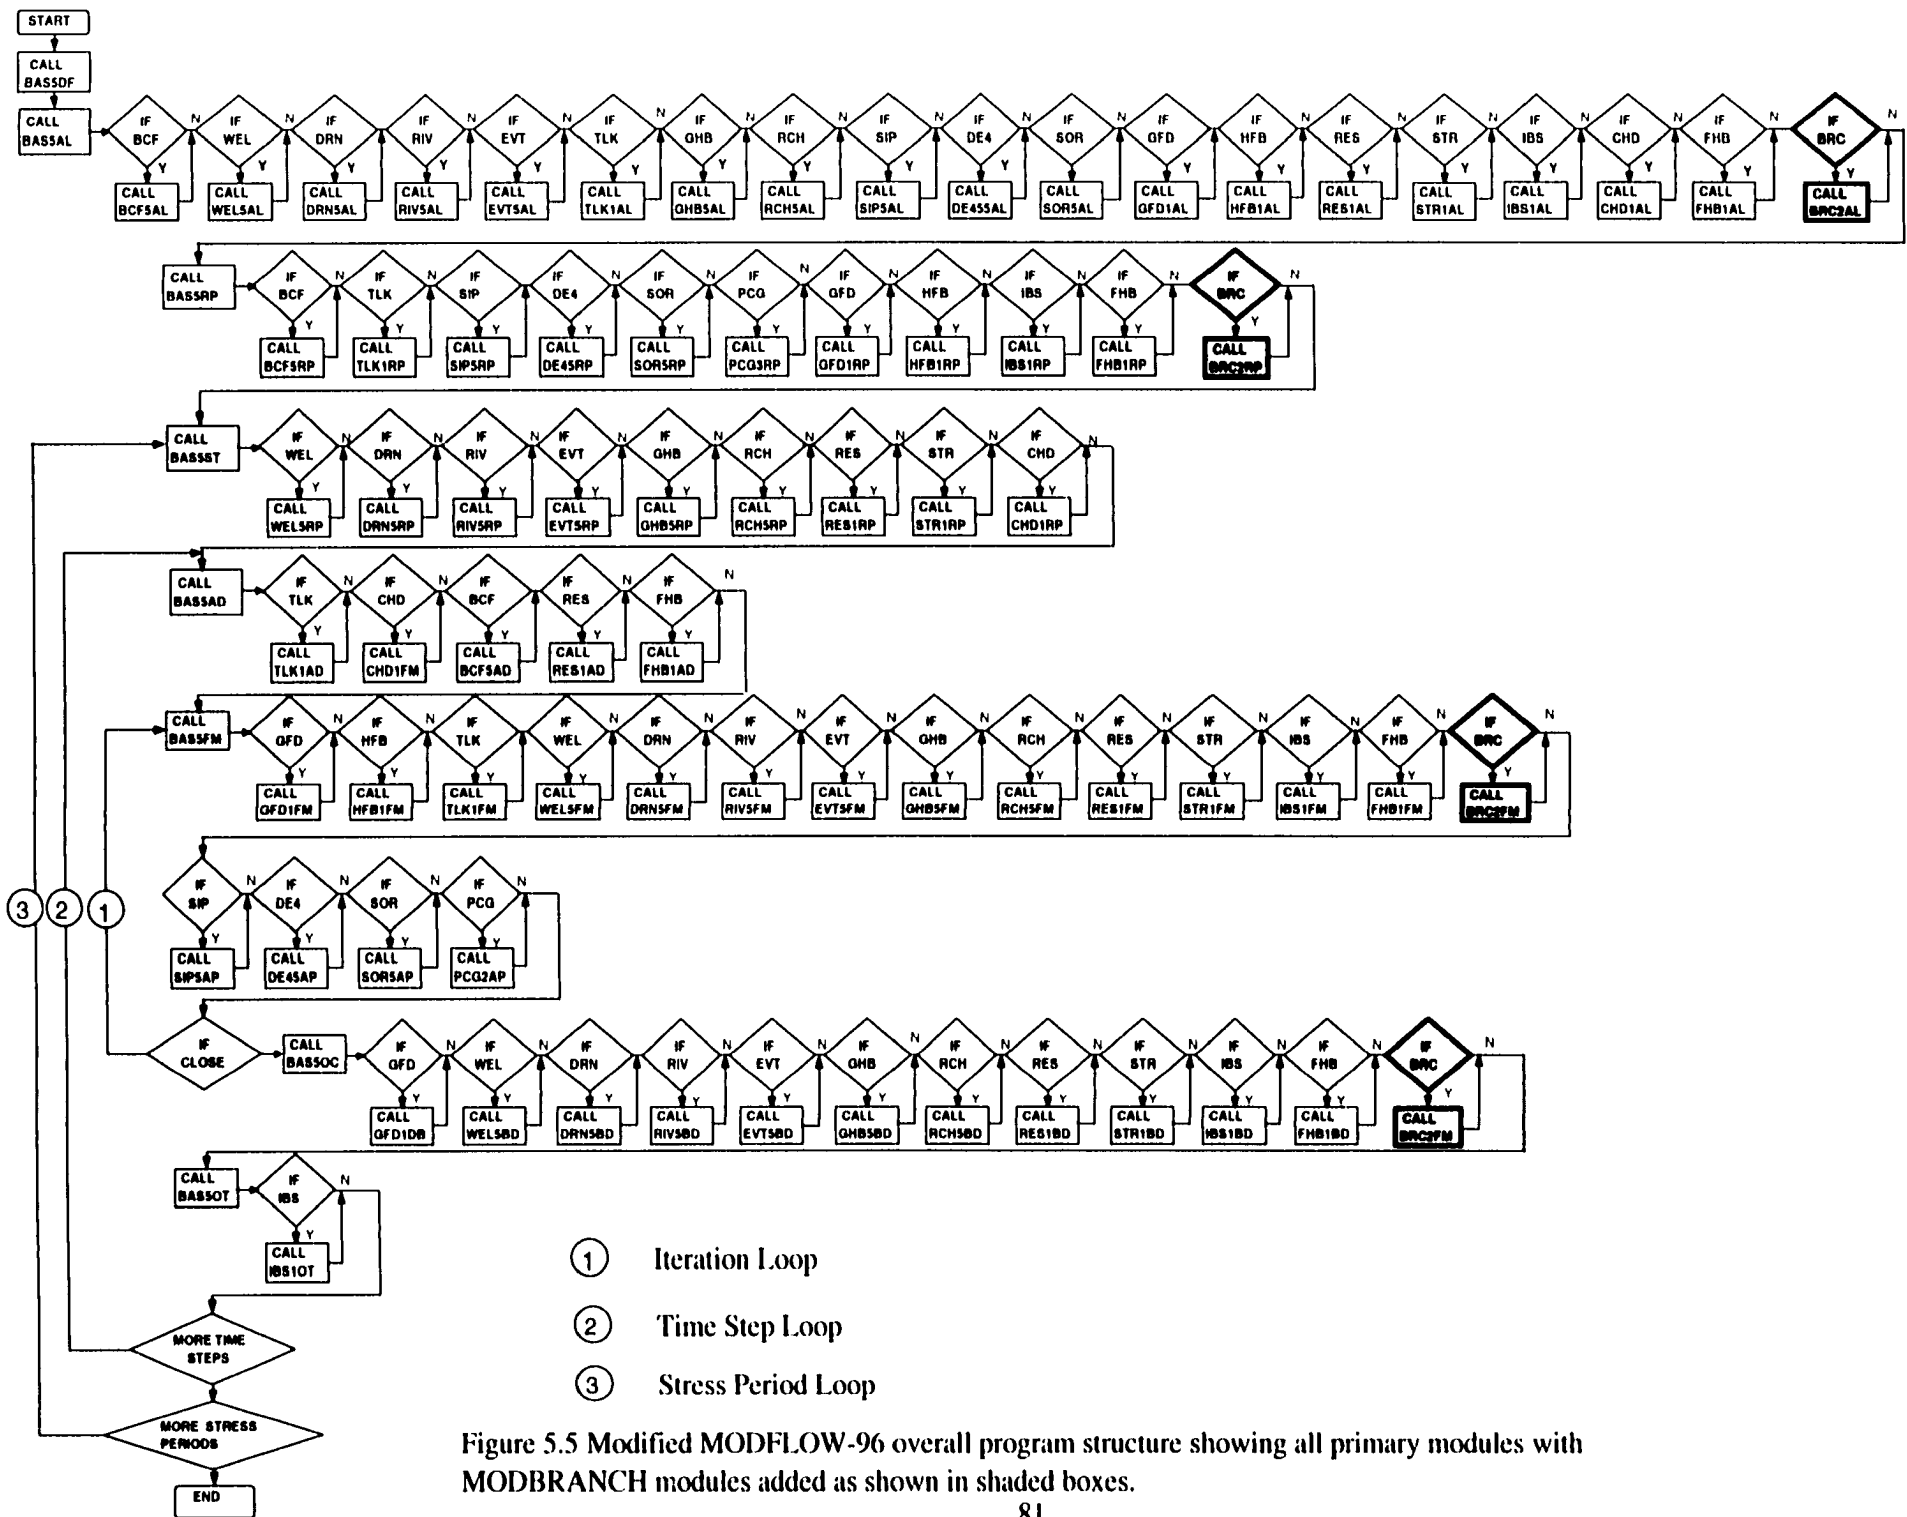 START
CALL
BAS5DF
CALL
BAS5AL
IF
BCF
N
Y
CALL
BCF5AL
IF
WEL
N
Y
CALL
WEL5AL
IF
DRN
N
Y
CALL
DRN5AL
IF
RIV
N
Y
CALL
RIV5AL
IF
EVT
N
Y
CALL
EVT5AL
IF
TLK
N
Y
CALL
TLK1AL
IF
GHB
N
Y
CALL
GHB5AL
IF
RCH
N
Y
CALL
RCH5AL
IF
SIP
N
Y
CALL
SIP5AL
IF
DE4
N
Y
CALL
DE455AL
IF
SOR
N
Y
CALL
SOR5AL
IF
GFD
N
Y
CALL
GFD1AL
IF
HFB
N
Y
CALL
HFB1AL
IF
RES
N
Y
CALL
RES1AL
IF
STR
N
Y
CALL
STR1AL
IF
IBS
N
Y
CALL
IBS1AL
IF
CHD
N
Y
CALL
CHD1AL
IF
FHB
N
Y
CALL
FHB1AL
IF
BRC
N
Y
CALL
BRC2AL
CALL
BAS5RP
IF
BCF
N
Y
CALL
BCF5RP
IF
TLK
N
Y
CALL
TLK1RP
IF
SIP
N
Y
CALL
SIP5RP
IF
DE4
N
Y
CALL
DE45RP
IF
SOR
N
Y
CALL
SOR5RP
IF
PCG
N
Y
CALL
PCG3RP
IF
GFD
N
Y
CALL
GFD1RP
IF
HFB
N
Y
CALL
HFB1RP
IF
IBS
N
Y
CALL
IBS1RP
IF
FHB
N
Y
CALL
FHB1RP
IF
BRC
N
Y
CALL
BRC2RP
CALL
BAS5ST
IF
WEL
N
Y
CALL
WEL5RP
IF
DRN
N
Y
CALL
DRN5RP
IF
RIV
N
Y
CALL
RIV5RP
IF
EVT
N
Y
CALL
EVT5RP
IF
GHB
N
Y
CALL
GHB5RP
IF
RCH
N
Y
CALL
RCH5RP
IF
RES
N
Y
CALL
RES1RP
IF
STR
N
Y
CALL
STR1RP
IF
CHD
N
Y
CALL
CHD1RP
CALL
BAS5AD
IF
TLK
N
Y
CALL
TLK1AD
IF
CHD
N
Y
CALL
CHD1FM
IF
BCF
N
Y
CALL
BCF5AD
IF
RES
N
Y
CALL
RES1AD
IF
FHB
N
Y
CALL
FHB1AD
CALL
BAS5FM
IF
GFD
N
Y
CALL
GFD1FM
IF
HFB
N
Y
CALL
HFB1FM
IF
TLK
N
Y
CALL
TLK1FM
IF
WEL
N
Y
CALL
WEL5FM
IF
DRN
N
Y
CALL
DRN5FM
IF
RIV
N
Y
CALL
RIV5FM
IF
EVT
N
Y
CALL
EVT5FM
IF
GHB
N
Y
CALL
GHB5FM
IF
RCH
N
Y
CALL
RCH5FM
IF
RES
N
Y
CALL
RES1FM
IF
STR
N
Y
CALL
STR1FM
IF
IBS
N
Y
CALL
IBS1FM
IF
FHB
N
Y
CALL
FHB1FM
IF
BRC
N
Y
CALL
BRC2FM
3
2
1
IF
SIP
N
Y
CALL
SIP5AP
IF
DE4
N
Y
CALL
DE45AP
IF
SOR
N
Y
CALL
SOR5AP
IF
PCG
N
Y
CALL
PCG2AP
IF
CLOSE
CALL
BAS5OC
IF
GFD
N
Y
CALL
GFD1DB
IF
WEL
N
Y
CALL
WEL5BD
IF
DRN
N
Y
CALL
DRN5BD
IF
RIV
N
Y
CALL
RIV5BD
IF
EVT
N
Y
CALL
EVT5BD
IF
GHB
N
Y
CALL
GHB5BD
IF
RCH
N
Y
CALL
RCH5BD
IF
RES
N
Y
CALL
RES1BD
IF
STR
N
Y
CALL
STR1BD
IF
IBS
N
Y
CALL
IBS1BD
IF
FHB
N
Y
CALL
FHB1BD
IF
BRC
N
Y
CALL
BRC2FM
CALL
BAS5OT
IF
IBS
N
Y
CALL
IBS1OT
MORE TIME
STEPS
MORE STRESS
PERIODS
END
1 Iteration Loop
2 Time Step Loop
3 Stress Period Loop
Figure 5.5 Modified MODFLOW-96 overall program structure showing all primary modules with
MODBRANCH modules added as shown in shaded boxes.
81